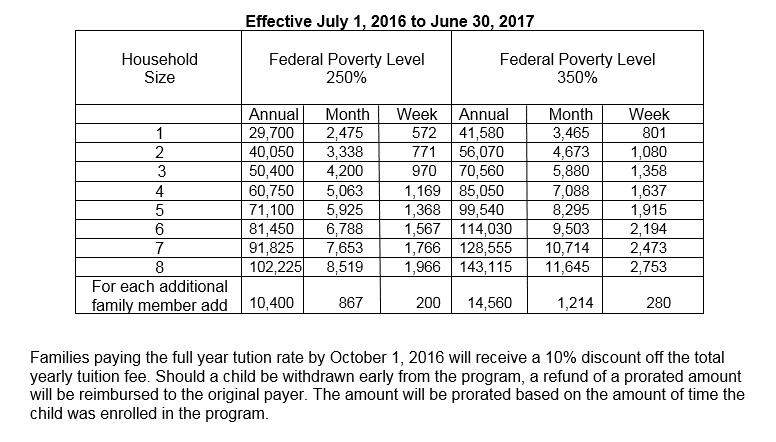 Effective July 1, 2016 to June 30, 2017
Household Size Federal Poverty Level 250% Federal Poverty Level 350%
Annual Month Week Annual Month Week
1 29,700 2,475 572 41,580 3,465 801
2 40,050 3,338 771 56,070 4,673 1,080
3 50,400 4,200 970 70,560 5,880 1,358
4 60,750 5,063 1,169 85,050 7,088 1,637
5 71,100 5,925 1,368 99,540 8,295 1,915
6 81,450 6,788 1,567 114,030 9,503 2,194
7 91,825 7,653 1,766 128,555 10,714 2,473
8 102,225 8,519 1,966 143,115 11,645 2,753
For each additional
family member add 10,400 867 200 14,560 1,214 280
Families paying the full year tution rate by October 1, 2016 will receive a 10% discount off the total
yearly tuition fee. Should a child be withdrawn early from the program, a refund of a prorated amount
will be reimbursed to the original payer. The amount will be prorated based on the amount of time the
child was enrolled in the program.